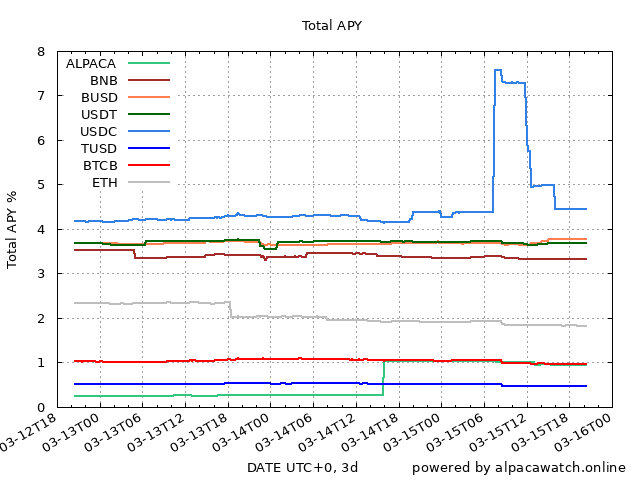 Total APY
8
7
6
5
4
3
2
1
0
Total APY %
ALPACA
BNB
BUSD
USDT
USDC
TUSD
BTCB
ETH
03-12T18
03-13T00
03-13T06
03-13T12
03-13T18
03-14T00
03-14T06
03-14T12
03-14T18
03-15T00
03-15T06
03-15T12
03-15T18
03-16T00
DATE UTC+0, 3d
powered by alpacawatch.online